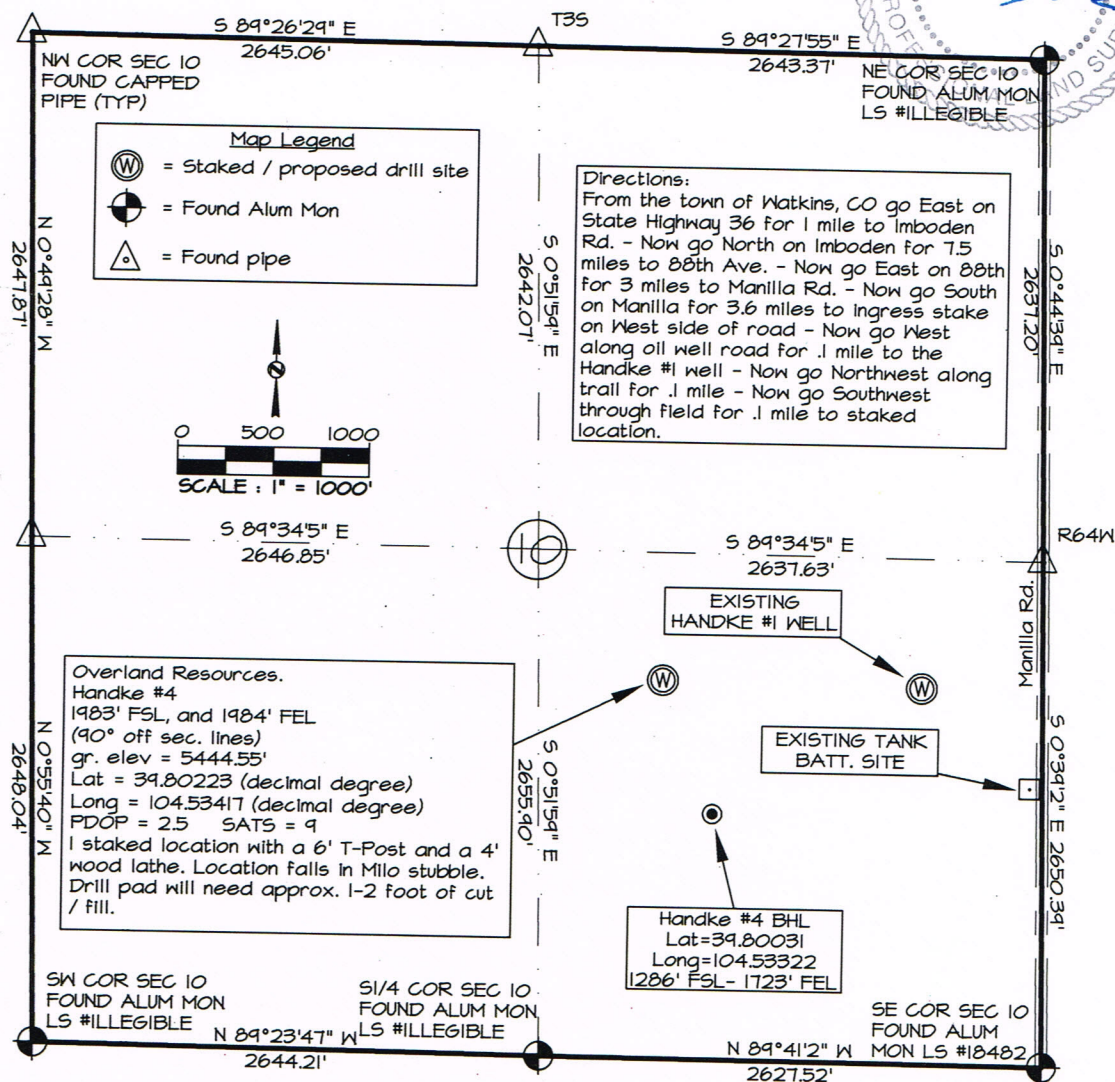 S 89°26'29" E
2645.06'
T3S
S 89°27'55" E
2643.37'
PROFESSIONAL LAND SUR
NW COR SEC 10
FOUND CAPPED
PIPE (TYP)
NE COR SEC 10
FOUND ALUM MON
LS #ILLEGIBLE
Map Legend
W = Staked / proposed drill site
= Found Alum Mon
= Found pipe
Directions:
From the town of Watkins, CO go East on
State Highway 36 for 1 mile to Imboden
Rd. - Now go North on Imboden for 7.5
miles to 88th Ave. - Now go East on 88th
for 3 miles to Manilla Rd. - Now go South
on Manilla for 3.6 miles to ingress stake
on West side of road - Now go West
along oil well road for .1 mile to the
Handke #1 well - Now go Northwest along
trail for .1 mile - Now go Southwest
through field for .1 mile to staked
location.
N 0°49'28" W
2647.87'
S 0°51'59" E
2642.07'
S 0°44'39" E
2637.20'
N
0 500 1000
SCALE : 1" = 1000'
S 89°34'5" E
2646.85'
10
S 89°34'5" E
2637.63'
R64W
Manilla Rd.
EXISTING
HANDKE #1 WELL
W
W
EXISTING TANK
BATT. SITE
Overland Resources.
Handke #4
1983' FSL, and 1984' FEL
(90° off sec. lines)
gr. elev = 5444.55'
Lat = 39.80223 (decimal degree)
Long = 104.53417 (decimal degree)
PDOP = 2.5 SATS = 9
I staked location with a 6' T-Post and a 4'
wood lathe. Location falls in Milo stubble.
Drill pad will need approx. 1-2 foot of cut
/ fill.
N 0°55'40" W
2648.04'
S 0°51'59" E
2655.90'
S 0°39'2" E 2650.39'
Handke #4 BHL
Lat=39.80031
Long=104.53322
1286' FSL- 1723' FEL
SW COR SEC 10
FOUND ALUM MON
LS #ILLEGIBLE
S1/4 COR SEC 10
FOUND ALUM MON
LS #ILLEGIBLE
SE COR SEC 10
FOUND ALUM
MON LS #18482
N 89°23'47" W
2644.21'
N 89°41'2" W
2627.52'